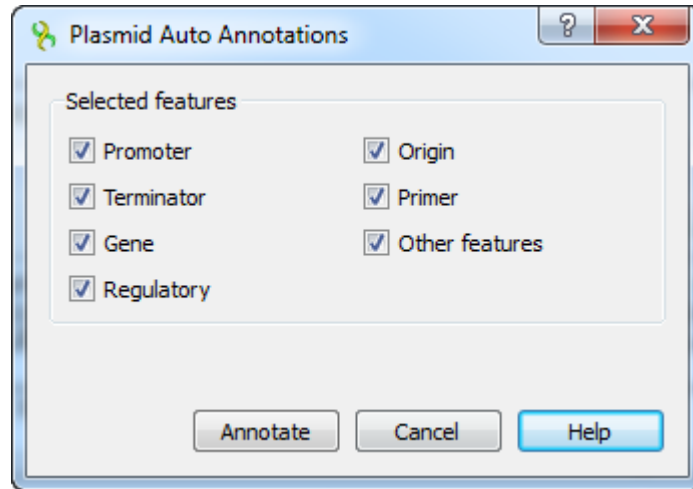 Plasmid Auto Annotations
?
X
Selected features
Promoter
Origin
Terminator
Primer
Gene
Other features
Regulatory
Annotate
Cancel
Help